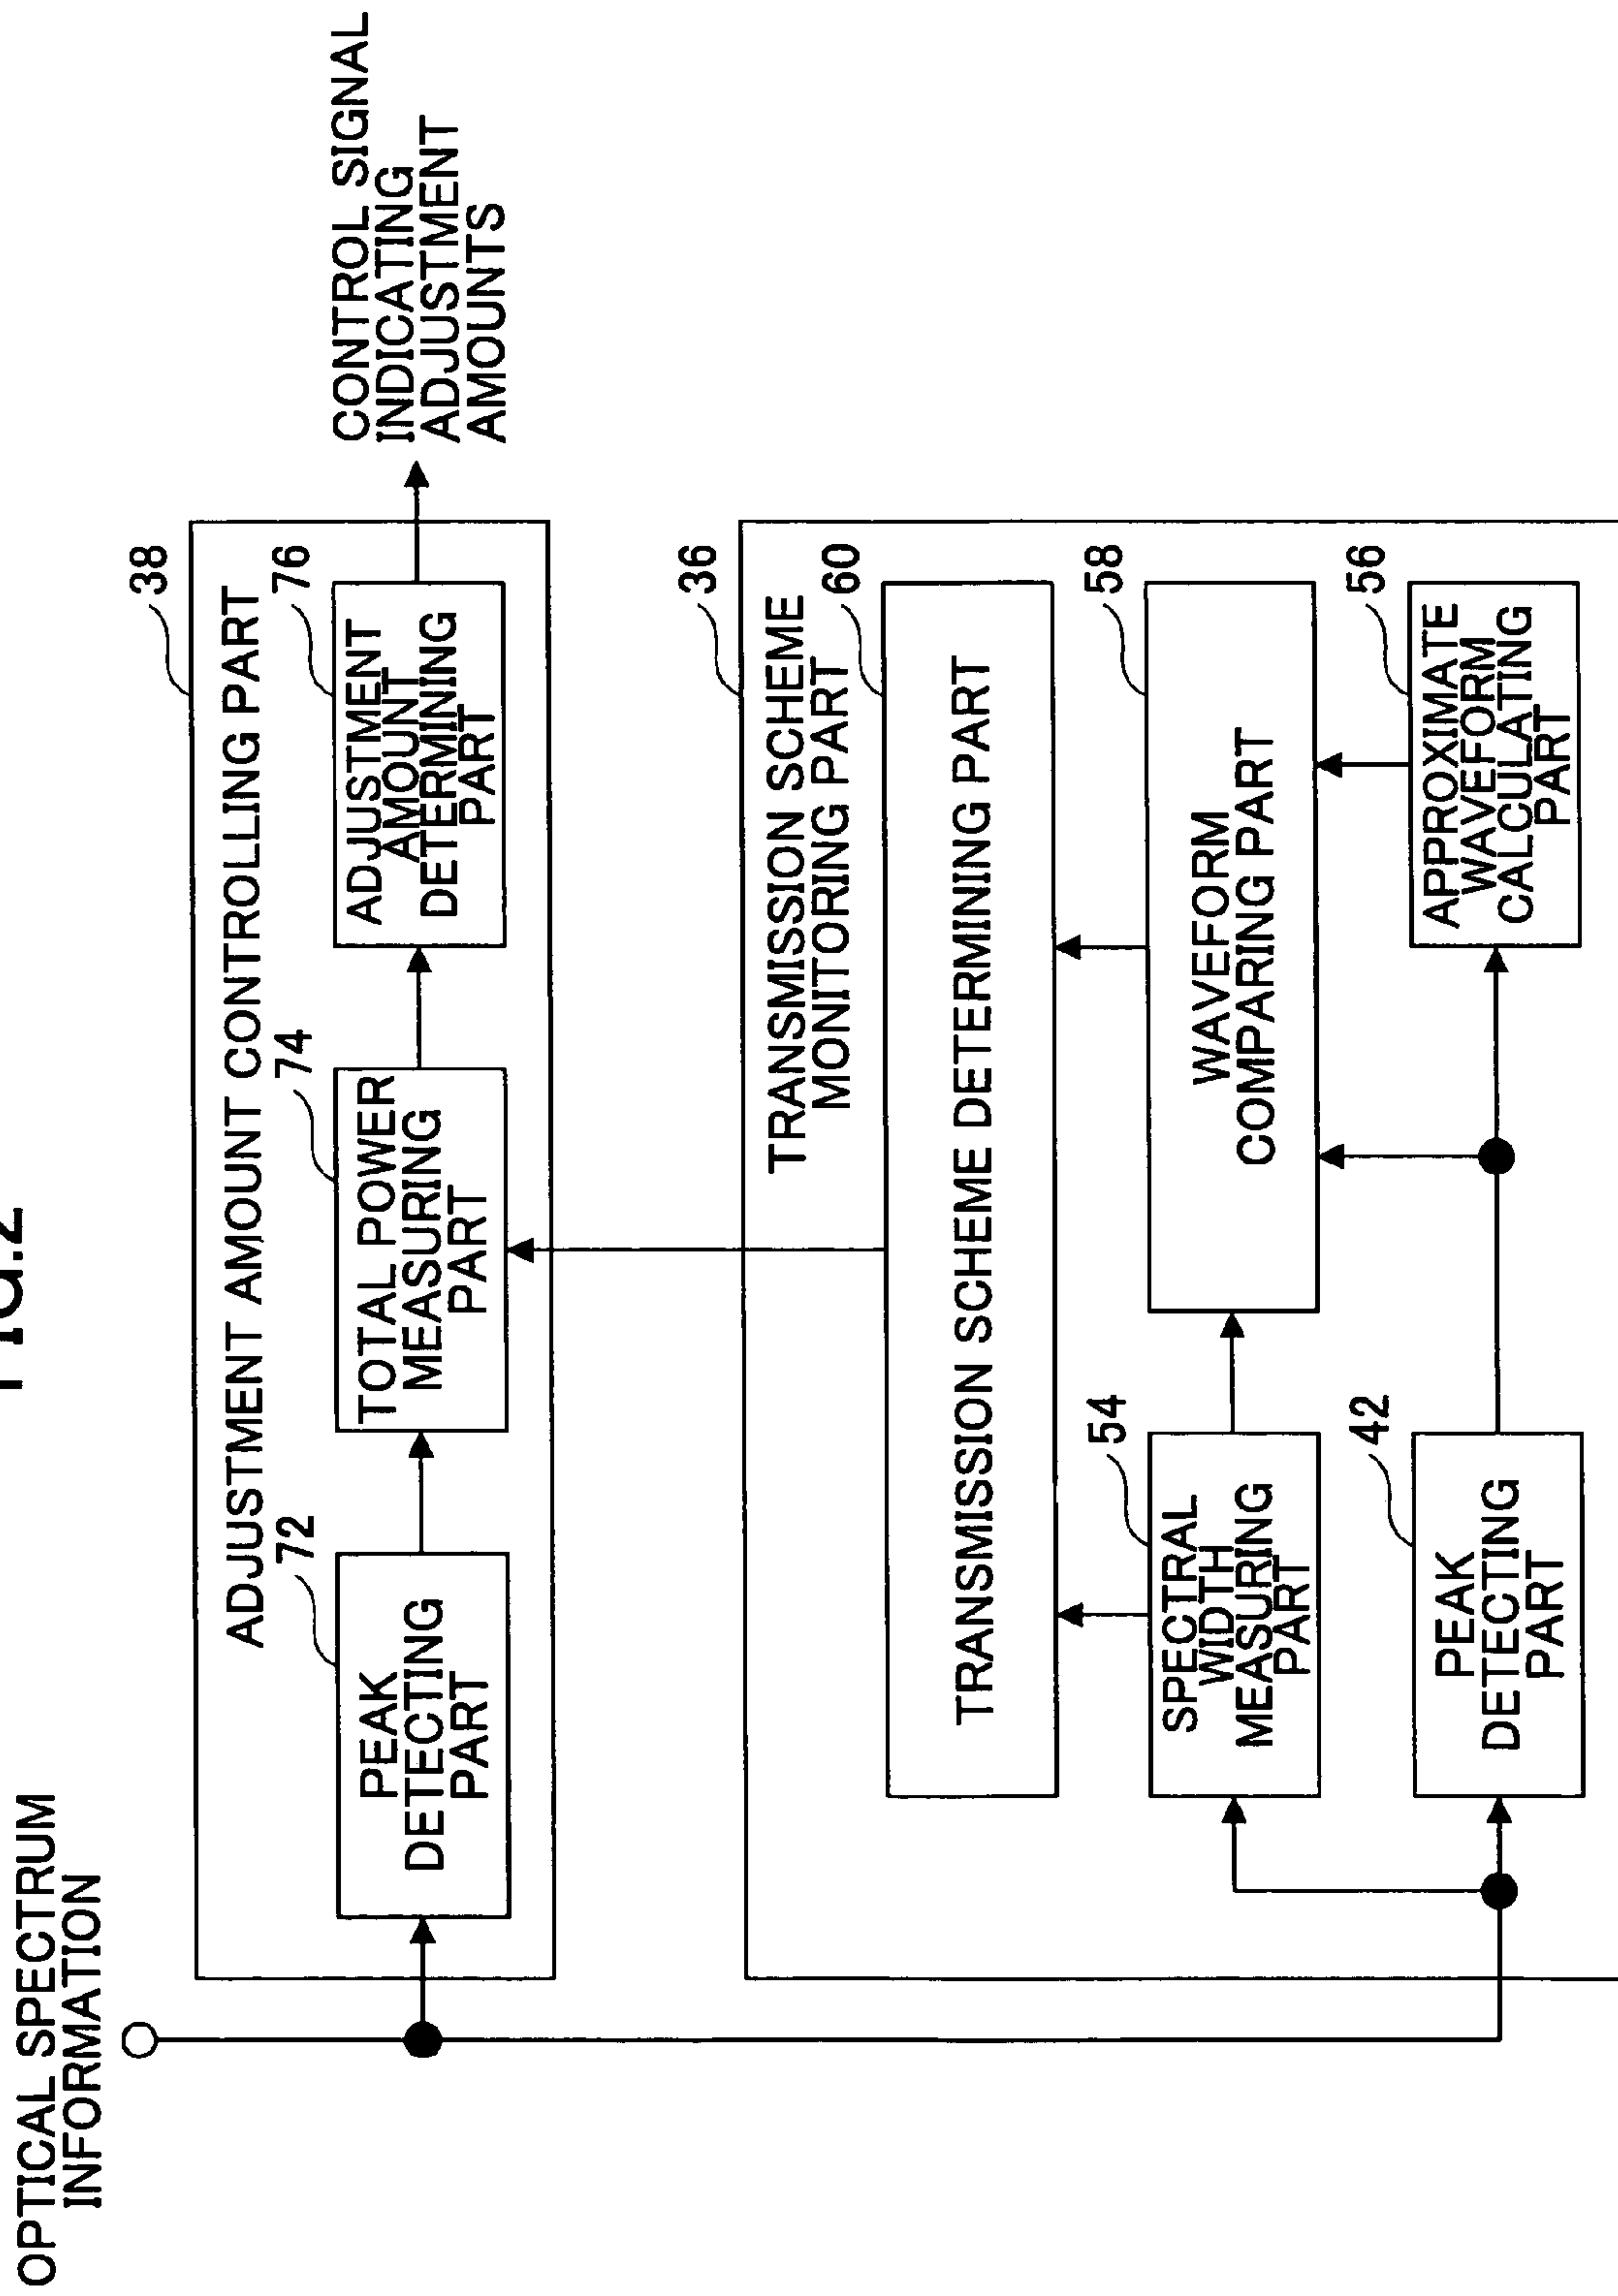 FIG.2
OPTICAL SPECTRUM
INFORMATION
38
ADJUSTMENT AMOUNT CONTROLLING PART
72
PEAK
DETECTING
PART
74
TOTAL POWER
MEASURING
PART
76
ADJUSTMENT
AMOUNT
DETERMINING
PART
CONTROL SIGNAL
INDICATING
ADJUSTMENT
AMOUNTS
36
TRANSMISSION SCHEME
MONITORING PART
60
TRANSMISSION SCHEME DETERMINING PART
54
SPECTRAL
WIDTH
MEASURING
PART
58
WAVEFORM
COMPARING PART
42
PEAK
DETECTING
PART
56
APPROXIMATE
WAVEFORM
CALCULATING
PART